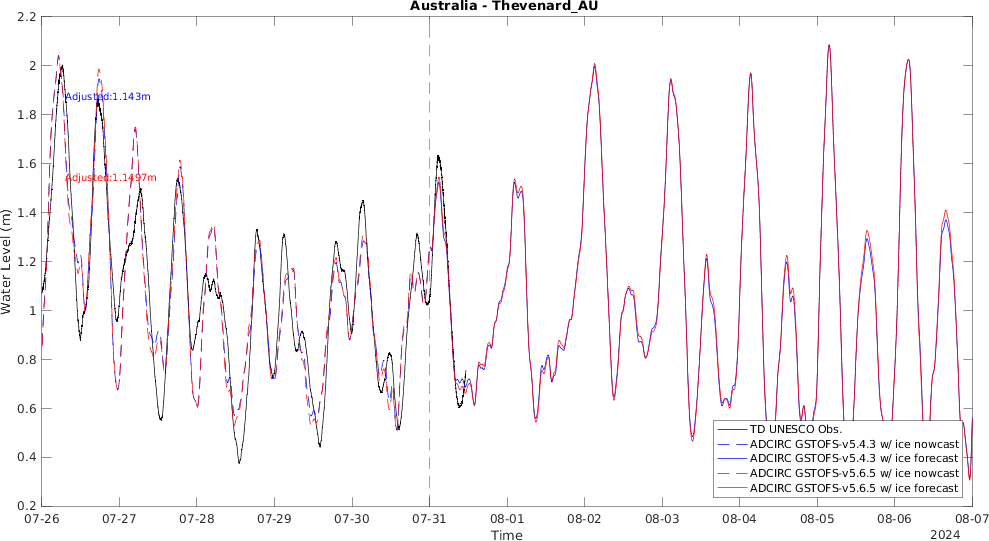 Australia - Thevenard_AU
2.2
2
1.8
1.6
1.4
1.2
1
0.8
0.6
0.4
0.2
Water Level (m)
Adjusted:1.143m
Adjusted:1.1497m
TD UNESCO Obs.
ADCIRC GSTOFS-v5.4.3 w/ ice nowcast
ADCIRC GSTOFS-v5.4.3 w/ ice forecast
ADCIRC GSTOFS-v5.6.5 w/ ice nowcast
ADCIRC GSTOFS-v5.6.5 w/ ice forecast
07-26 07-27 07-28 07-29 07-30 07-31 08-01 08-02 08-03 08-04 08-05 08-06 08-07
Time
2024